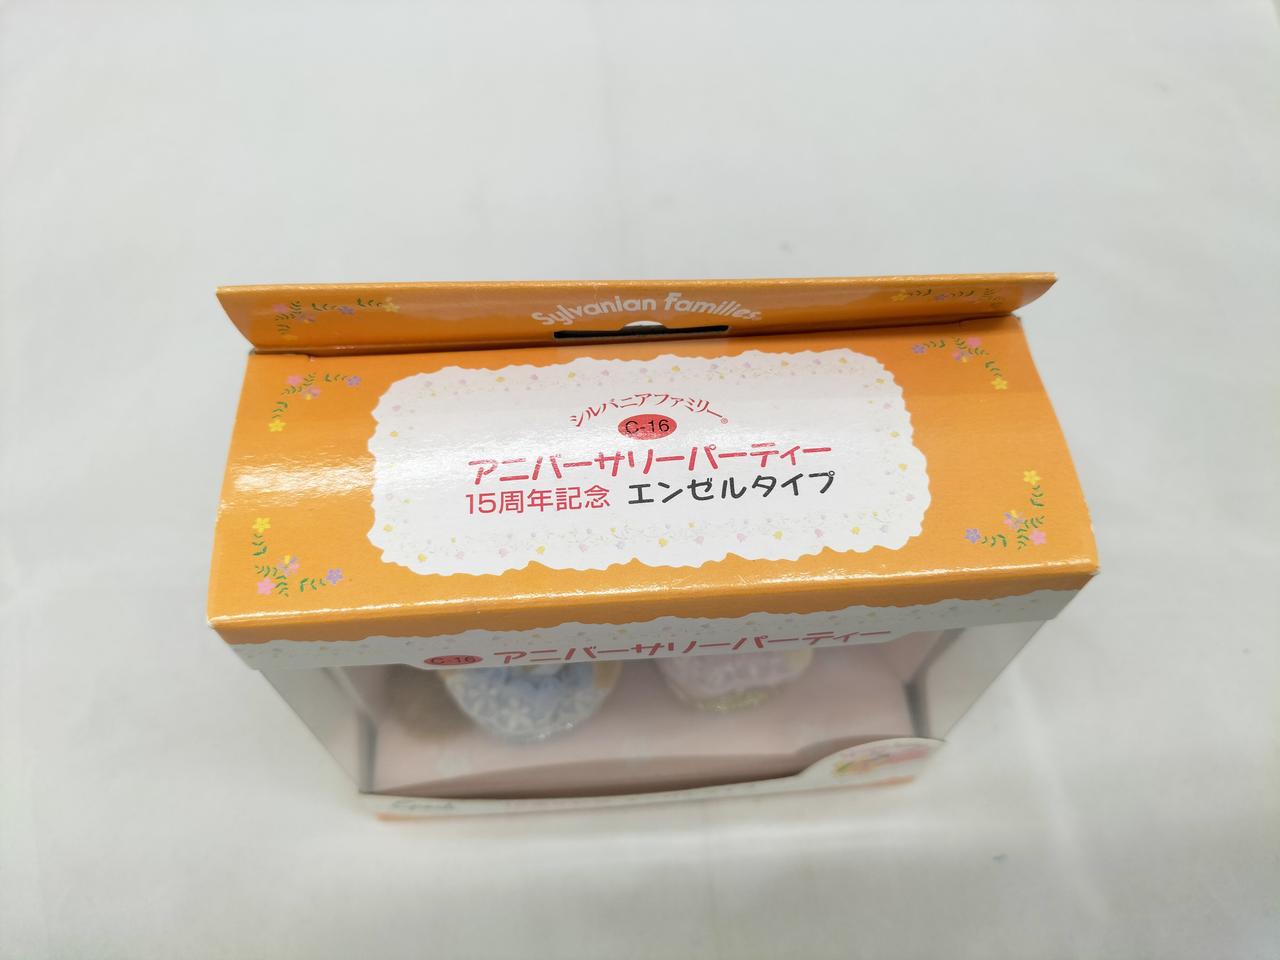 Sylvanian Families®
シルバニアファミリー®
C-16
アニバーサリーパーティー
15周年記念 エンゼルタイプ
C-16 アニバーサリーパーティー
Epoch